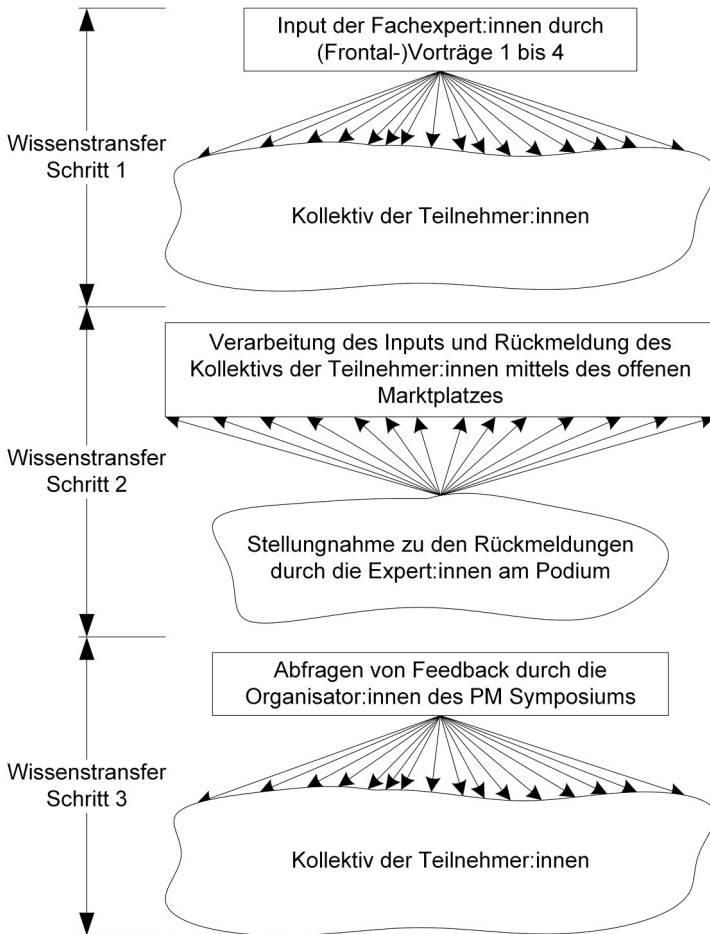 Input der Fachexpert:innen durch
(Frontal-)Vorträge 1 bis 4
Wissenstransfer
Schritt 1
Kollektiv der Teilnehmer:innen
Verarbeitung des Inputs und Rückmeldung des
Kollektivs der Teilnehmer:innen mittels des offenen
Marktplatzes
Wissenstransfer
Schritt 2
Stellungnahme zu den Rückmeldungen
durch die Expert:innen am Podium
Abfragen von Feedback durch die
Organisator:innen des PM Symposiums
Wissenstransfer
Schritt 3
Kollektiv der Teilnehmer:innen